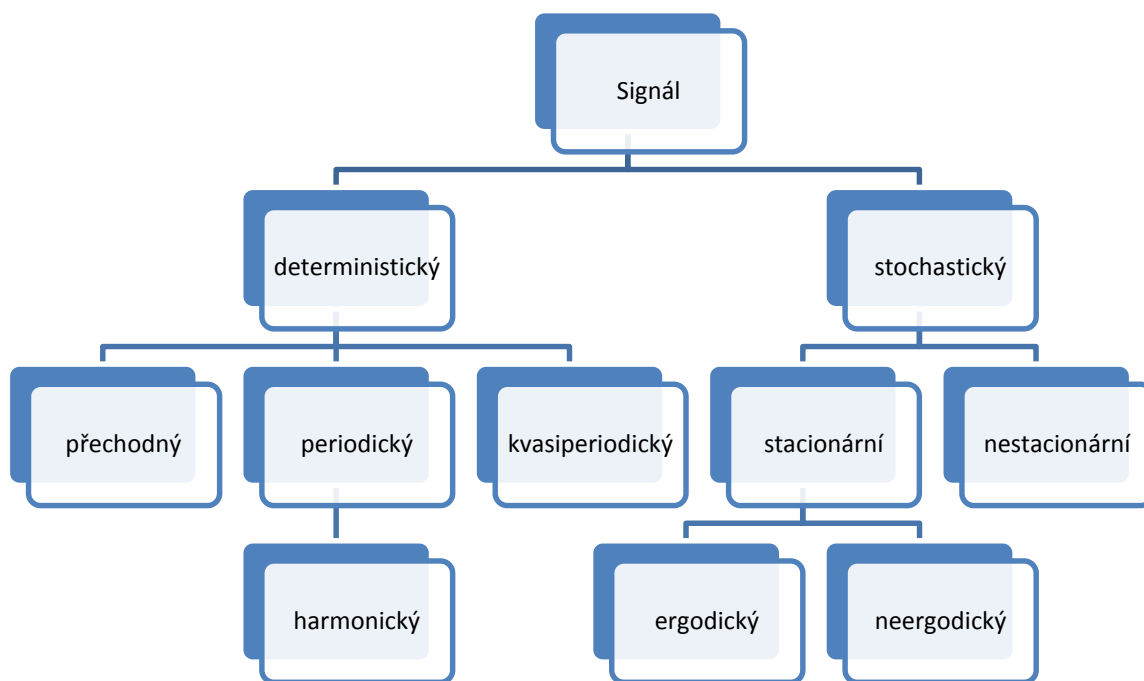 Signál
deterministický
stochastický
přechodný
periodický
kvasiperiodický
stacionární
nestacionární
harmonický
ergodický
neergodický